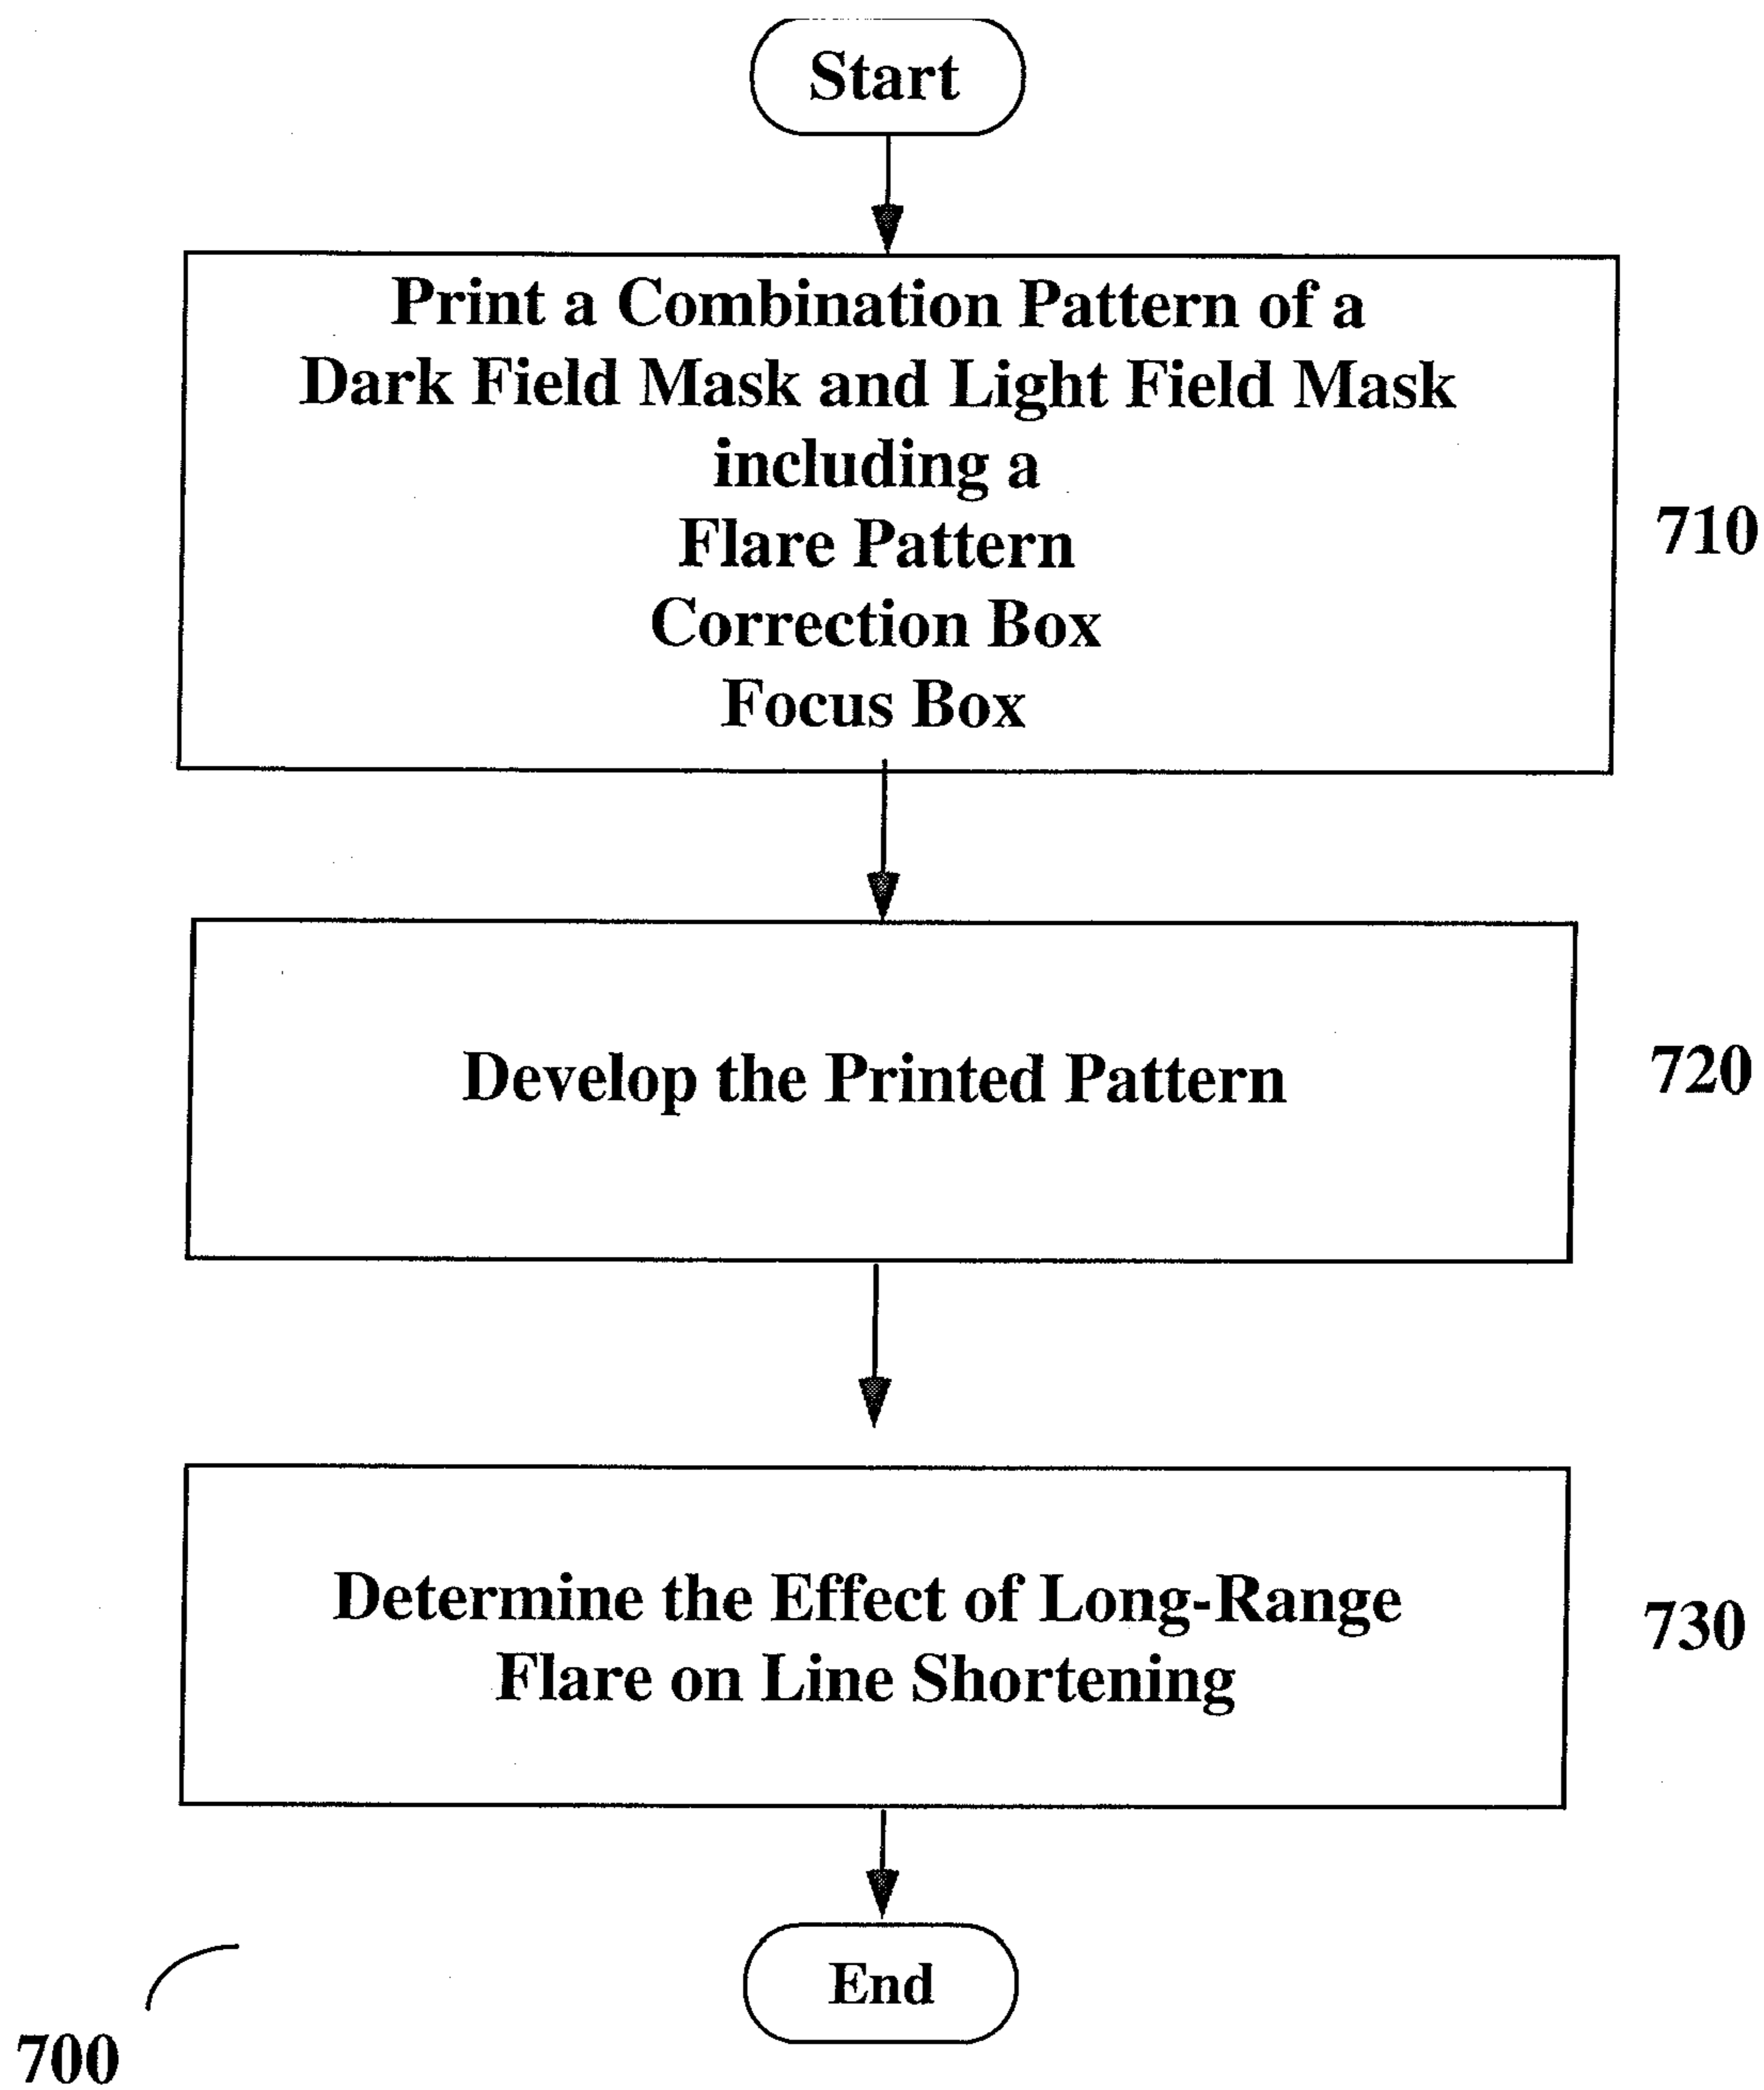 Start
Print a Combination Pattern of a
Dark Field Mask and Light Field Mask
including a
Flare Pattern
Correction Box
Focus Box
710
Develop the Printed Pattern
720
Determine the Effect of Long-Range
Flare on Line Shortening
730
End
700